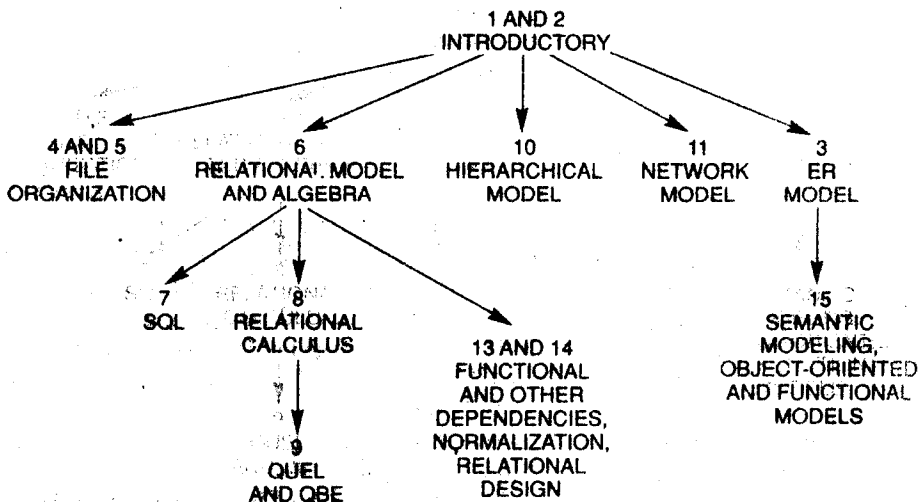 1 AND 2
INTRODUCTORY
4 AND 5
FILE
ORGANIZATION
6
RELATIONAL MODEL
AND ALGEBRA
10
HIERARCHICAL
MODEL
11
NETWORK
MODEL
3
ER
MODEL
7
SQL
8
RELATIONAL
CALCULUS
13 AND 14
FUNCTIONAL
AND OTHER
DEPENDENCIES,
NORMALIZATION,
RELATIONAL
DESIGN
15
SEMANTIC
MODELING,
OBJECT-ORIENTED
AND FUNCTIONAL
MODELS
9
QUEL
AND QBE